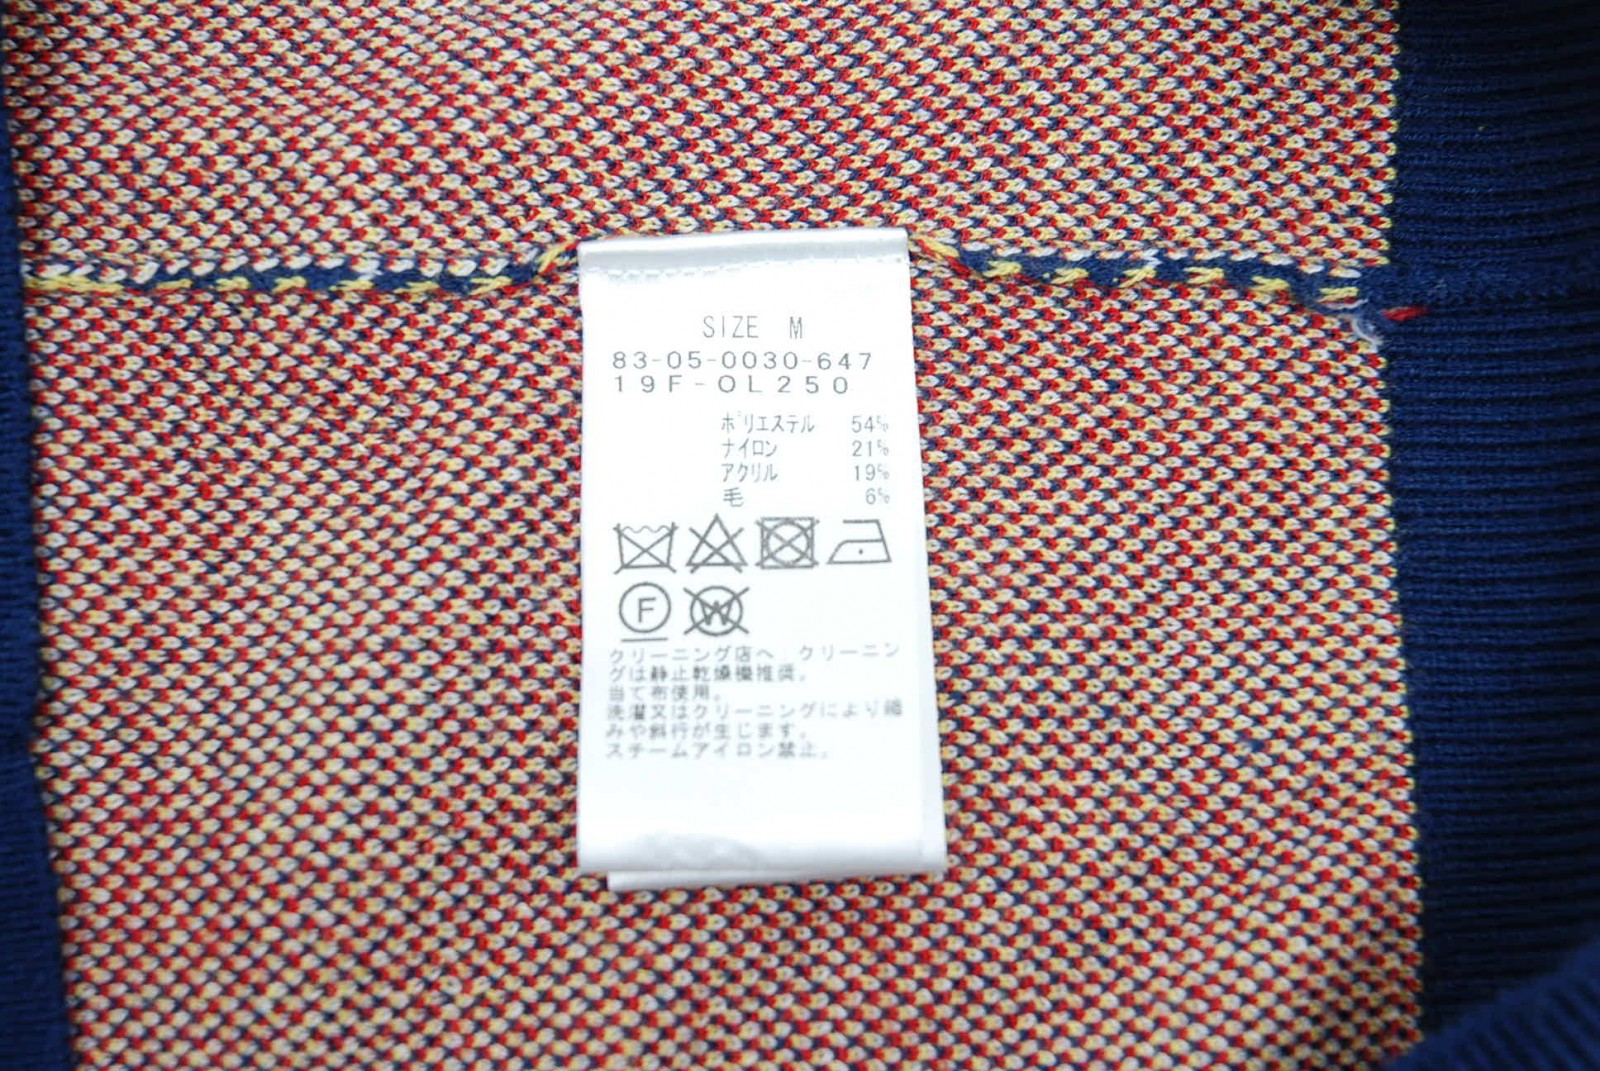 SIZE M
83-05-0030-647
19F-OL250
ポリエステル 54%
ナイロン 21%
アクリル 19%
毛 6%
F
W
クリーニング店へ クリーニン
グは静止乾燥機推奨。
当て布使用。
洗濯又はクリーニングにより縮
みや斜行が生じます。
スチームアイロン禁止。